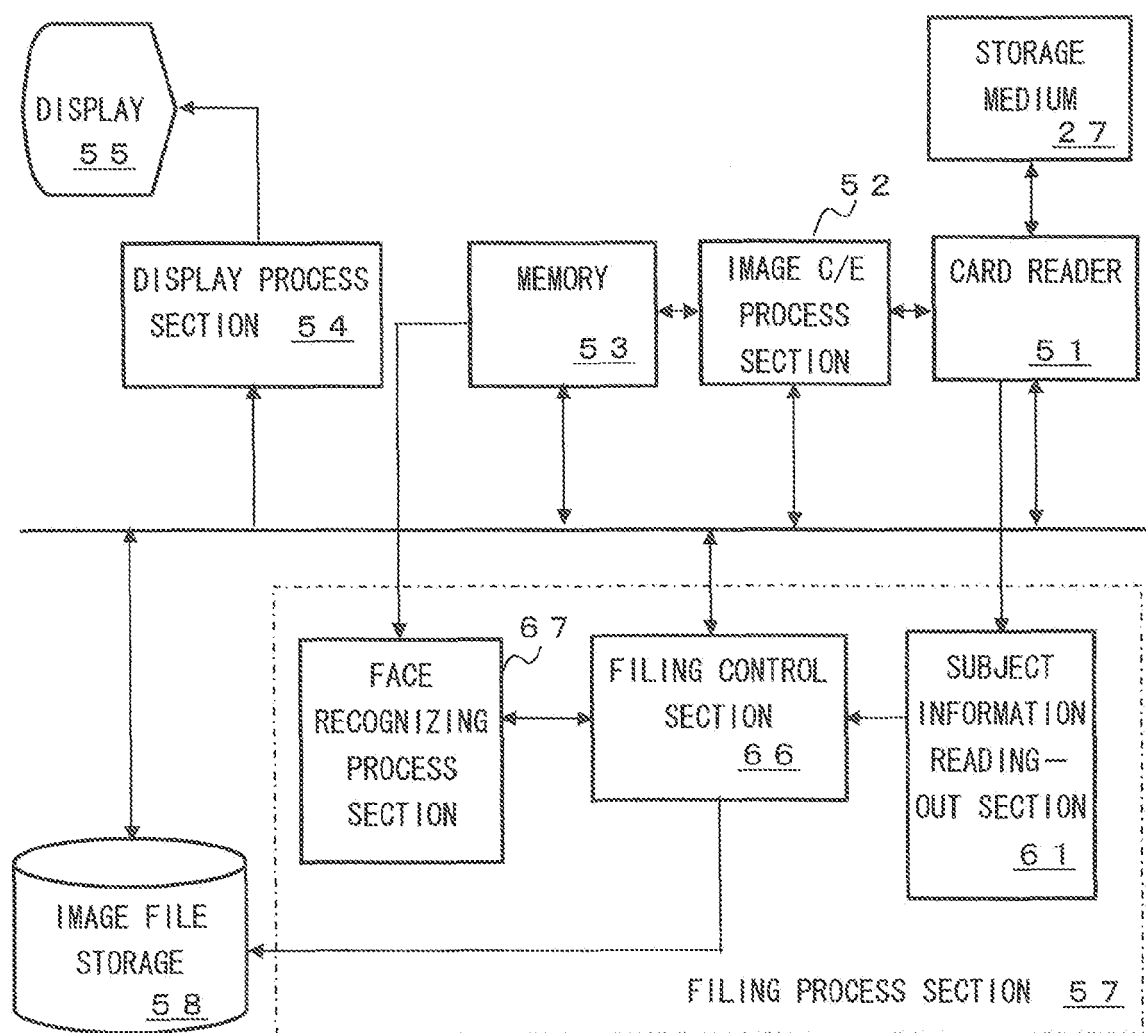 DISPLAY
55
STORAGE
MEDIUM
27
52
DISPLAY PROCESS
SECTION 54
MEMORY
53
IMAGE C/E
PROCESS
SECTION
CARD READER
51
67
FACE
RECOGNIZING
PROCESS
SECTION
FILING CONTROL
SECTION
66
SUBJECT
INFORMATION
READING-
OUT SECTION
61
IMAGE FILE
STORAGE
58
FILING PROCESS SECTION 57